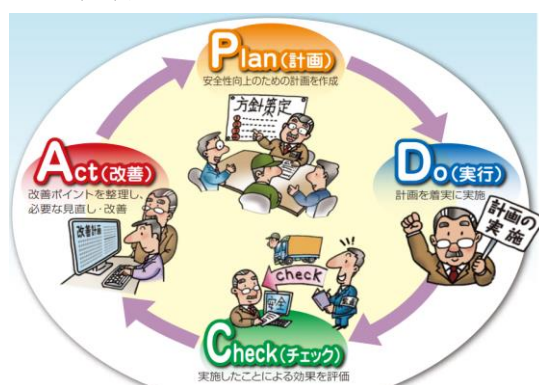 Plan(計画)
安全性向上のための計画を作成
方針策定
Do(実行)
計画を着実に実施
計画の
実施
check
安全
Check(チェック)
実施したことによる効果を評価
Act(改善)
改善ポイントを整理し、
必要な見直し・改善
改善計画